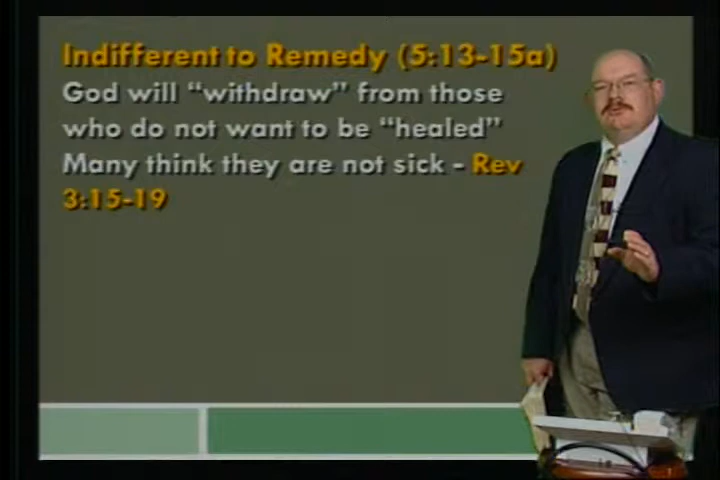 Indifferent to Remedy (5:13-15a)
God will “withdraw” from those
who do not want to be “healed”
Many think they are not sick - Rev
3:15-19